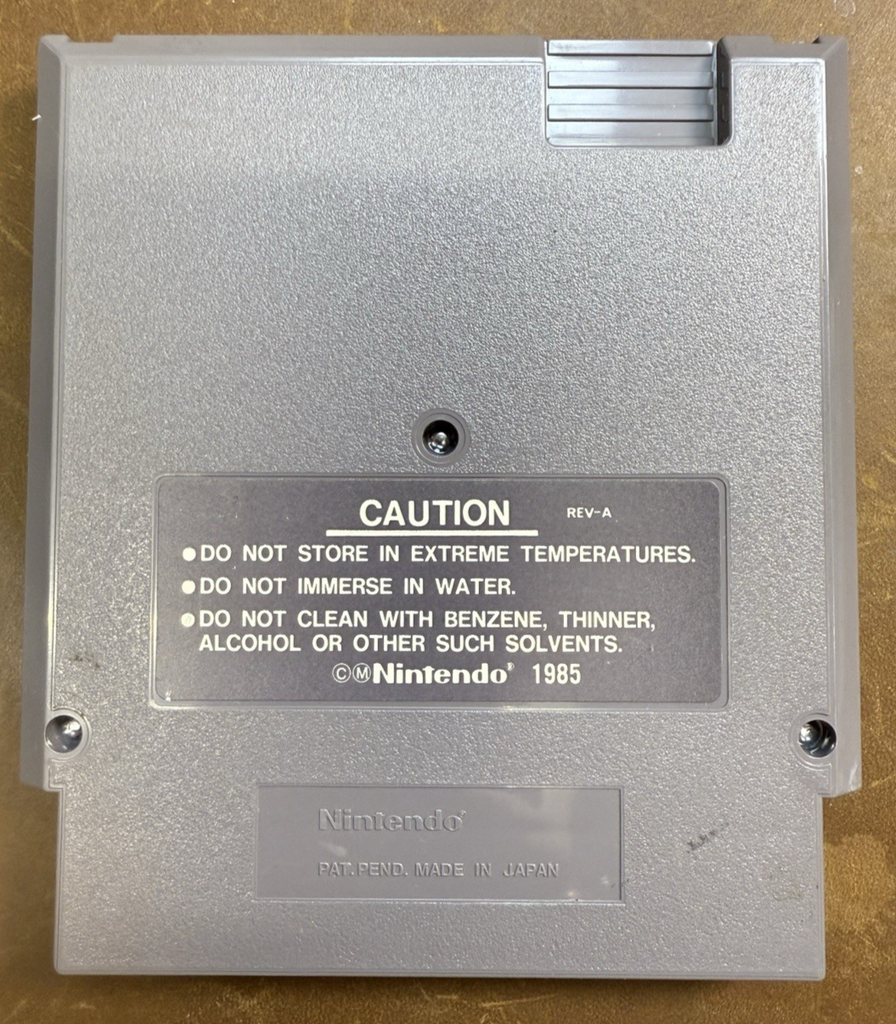 CAUTION REV-A
●DO NOT STORE IN EXTREME TEMPERATURES.
●DO NOT IMMERSE IN WATER.
●DO NOT CLEAN WITH BENZENE, THINNER,
ALCOHOL OR OTHER SUCH SOLVENTS.
©ⓂNintendo® 1985
Nintendo®
PAT.PEND. MADE IN JAPAN